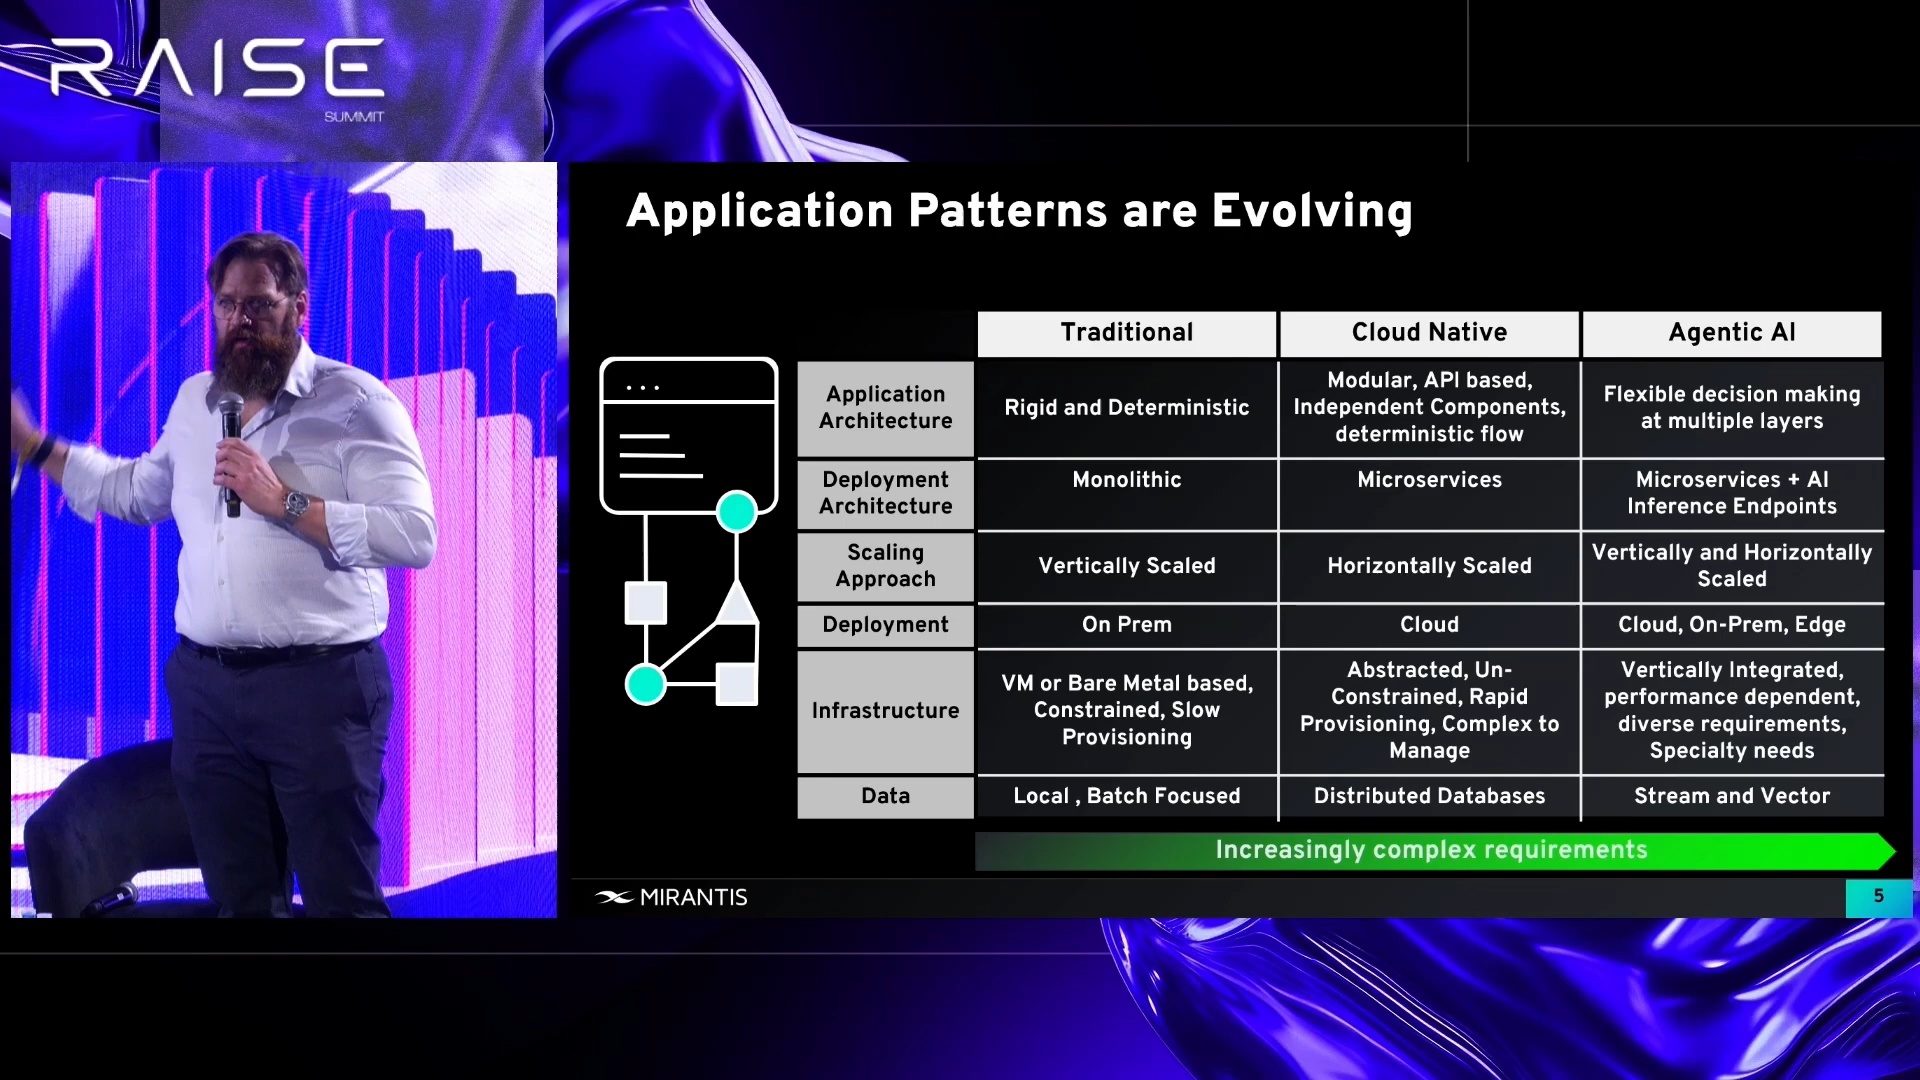 RAISE
SUMMIT
Application Patterns are Evolving
Traditional
Cloud Native
Agentic AI
Application
Architecture
Rigid and Deterministic
Modular, API based,
Independent Components,
deterministic flow
Flexible decision making
at multiple layers
Deployment
Architecture
Monolithic
Microservices
Microservices + AI
Inference Endpoints
Scaling
Approach
Vertically Scaled
Horizontally Scaled
Vertically and Horizontally
Scaled
Deployment
On Prem
Cloud
Cloud, On-Prem, Edge
Infrastructure
VM or Bare Metal based,
Constrained, Slow
Provisioning
Abstracted, Un-
Constrained, Rapid
Provisioning, Complex to
Manage
Vertically Integrated,
performance dependent,
diverse requirements,
Specialty needs
Data
Local , Batch Focused
Distributed Databases
Stream and Vector
Increasingly complex requirements
MIRANTIS
5